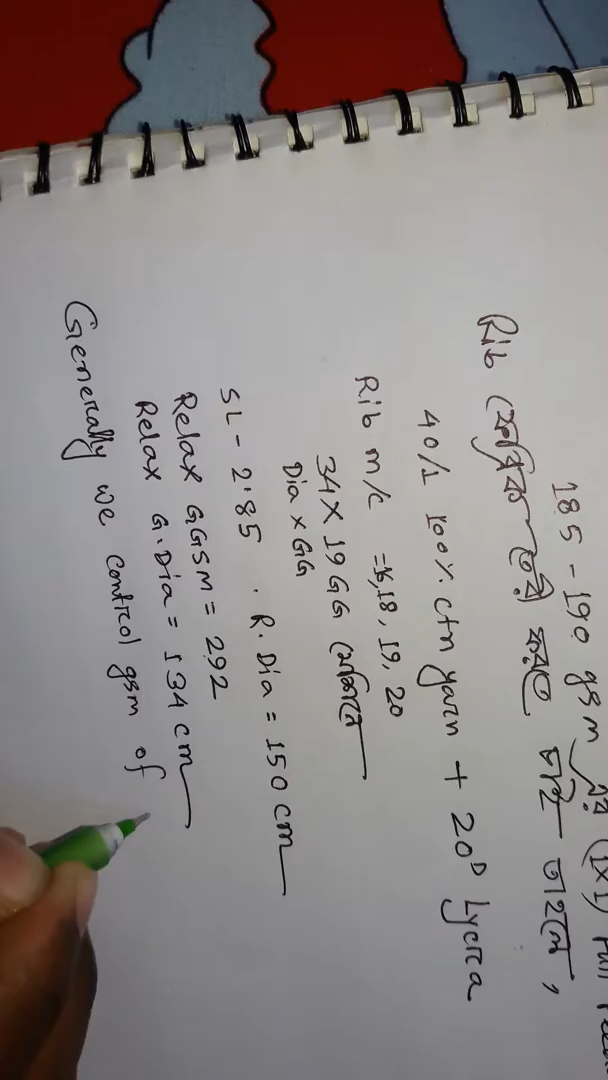 185 - 190 gsm এর (1X1) Full Feed
Rib ফেব্রিক তৈরী করতে চাই তাহলে,
40/1 100% ctn yarn + 20D Lycra
Rib m/c = 16,18, 19, 20
34 X 19 GG মেশিনে
Dia x GG
SL - 2.85 . R. Dia = 150 cm
Relax GGSM = 292
Relax G.Dia = 134 cm
Generally we control gsm of